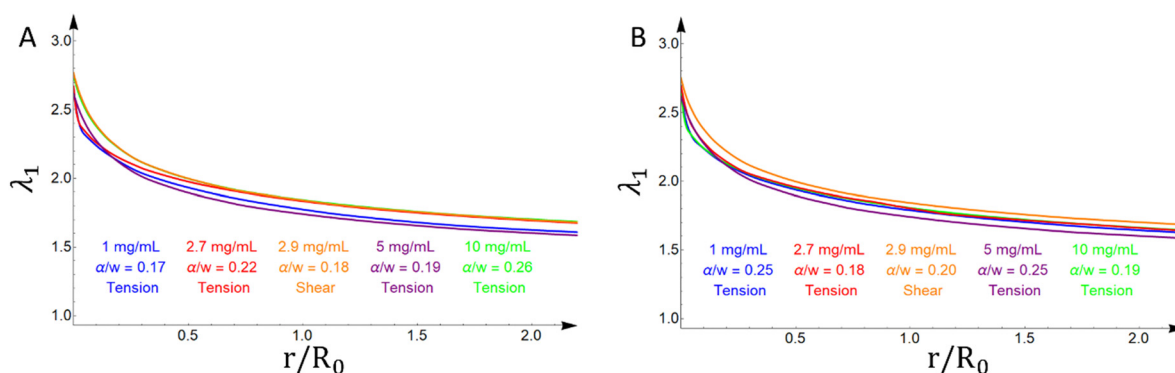 A
3.0
2.5
2.0
1.5
1.0
λ1
1 mg/mL 2.7 mg/mL 2.9 mg/mL 5 mg/mL 10 mg/mL
α/w = 0.17 α/w = 0.22 α/w = 0.18 α/w = 0.19 α/w = 0.26
Tension Tension Shear Tension Tension
0.5 1.0 1.5 2.0
r/R0
B
3.0
2.5
2.0
1.5
1.0
λ1
1 mg/mL 2.7 mg/mL 2.9 mg/mL 5 mg/mL 10 mg/mL
α/w = 0.25 α/w = 0.18 α/w = 0.20 α/w = 0.25 α/w = 0.19
Tension Tension Shear Tension Tension
0.5 1.0 1.5 2.0
r/R0